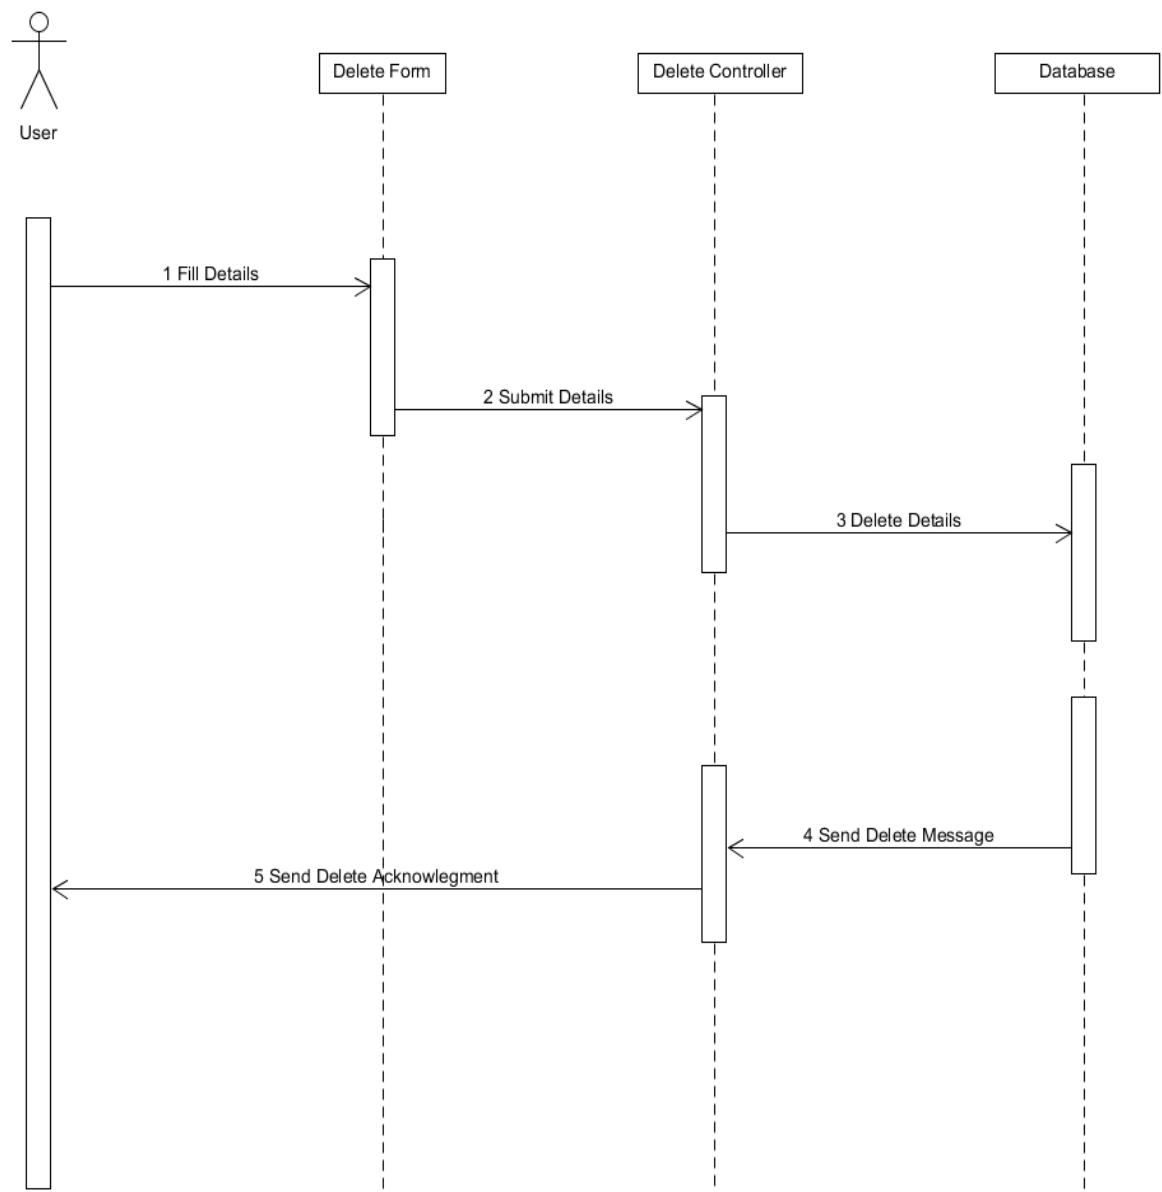 User
Delete Form
Delete Controller
Database
1 Fill Details
2 Submit Details
3 Delete Details
4 Send Delete Message
5 Send Delete Acknowlegment